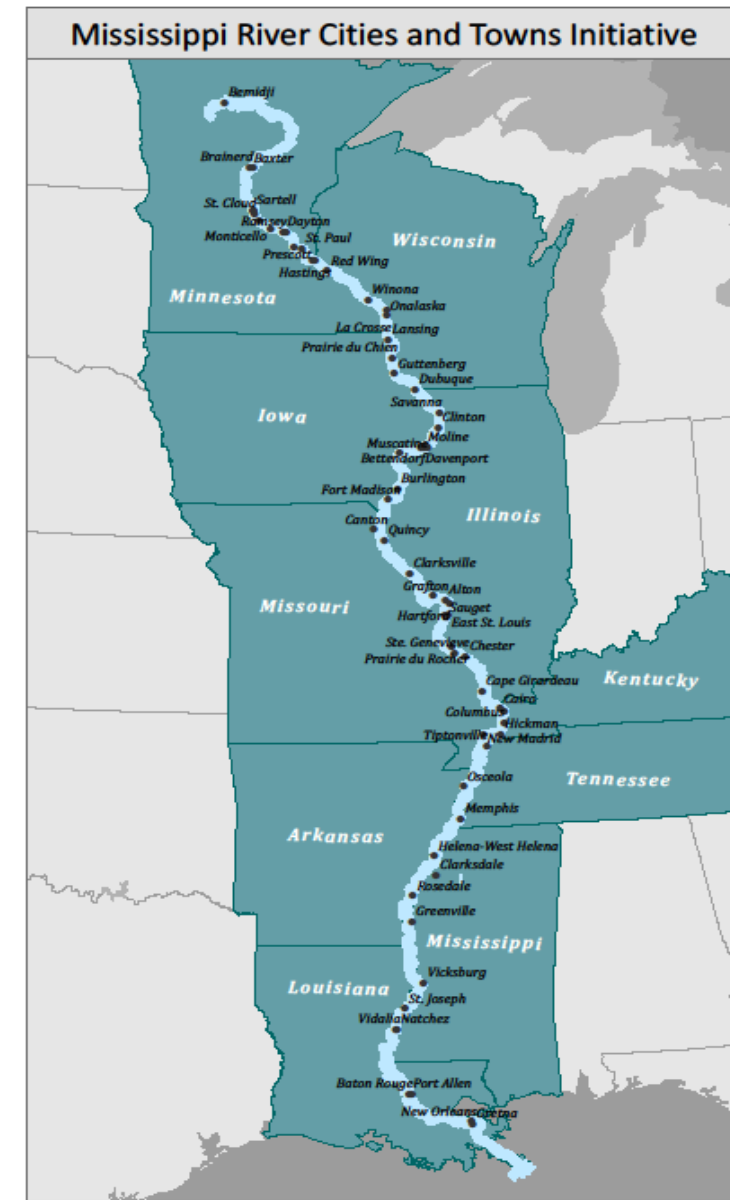 Mississippi River Cities and Towns Initiative
Bemidji
Brainerd Baxter
St. Cloud Sartell
Ramsey Dayton
Monticello
St. Paul
Wisconsin
Prescott
Red Wing
Hastings
Winona
Minnesota
Onalaska
La Crosse Lansing
Prairie du Chien
Guttenberg
Dubuque
Savanna
Iowa
Clinton
Moline
Muscatine
Bettendorf Davenport
Burlington
Fort Madison
Illinois
Canton
Quincy
Clarksville
Grafton Alton
Missouri
Sauget
Hartford
East St. Louis
Ste. Genevieve Chester
Prairie du Rocher
Kentucky
Cape Girardeau
Cairo
Columbus
Hickman
Tiptonville New Madrid
Osceola
Tennessee
Memphis
Arkansas
Helena-West Helena
Clarksdale
Rosedale
Greenville
Mississippi
Vicksburg
Louisiana
St. Joseph
Vidalia Natchez
Baton Rouge Port Allen
New Orleans Gretna